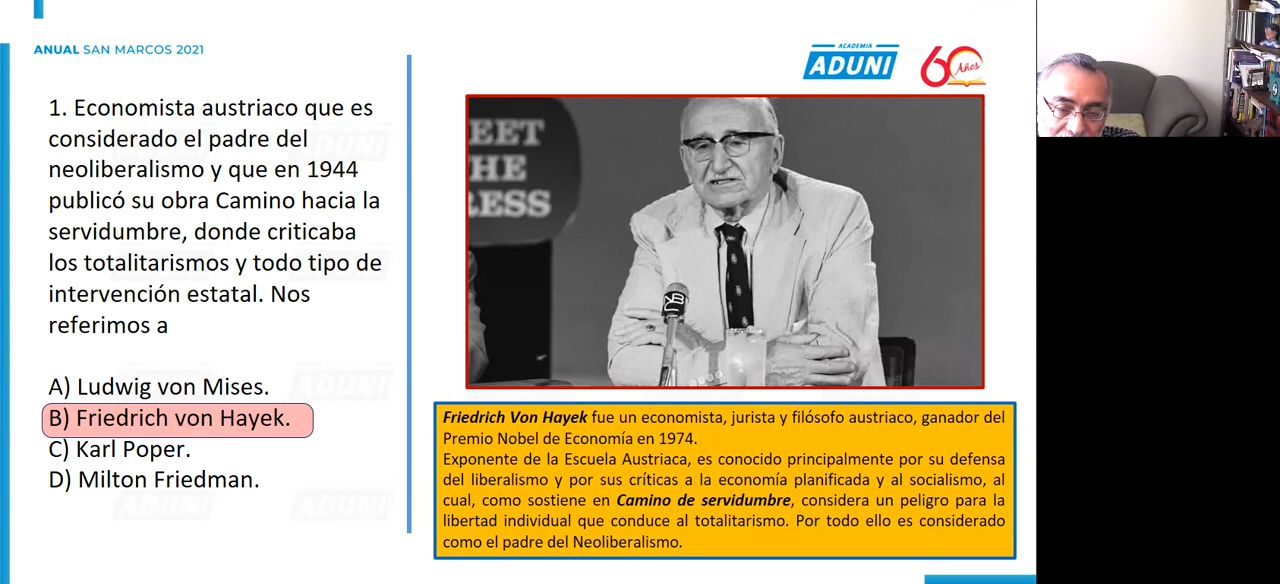 ANUAL SAN MARCOS 2021
ACADEMIA
ADUNI
60 Años
1. Economista austriaco que es
considerado el padre del
neoliberalismo y que en 1944
publicó su obra Camino hacia la
servidumbre, donde criticaba
los totalitarismos y todo tipo de
intervención estatal. Nos
referimos a
A) Ludwig von Mises.
B) Friedrich von Hayek.
C) Karl Poper.
D) Milton Friedman.
EET
HE
RESS
Friedrich Von Hayek fue un economista, jurista y filósofo austriaco, ganador del
Premio Nobel de Economía en 1974.
Exponente de la Escuela Austriaca, es conocido principalmente por su defensa
del liberalismo y por sus críticas a la economía planificada y al socialismo, al
cual, como sostiene en Camino de servidumbre, considera un peligro para la
libertad individual que conduce al totalitarismo. Por todo ello es considerado
como el padre del Neoliberalismo.